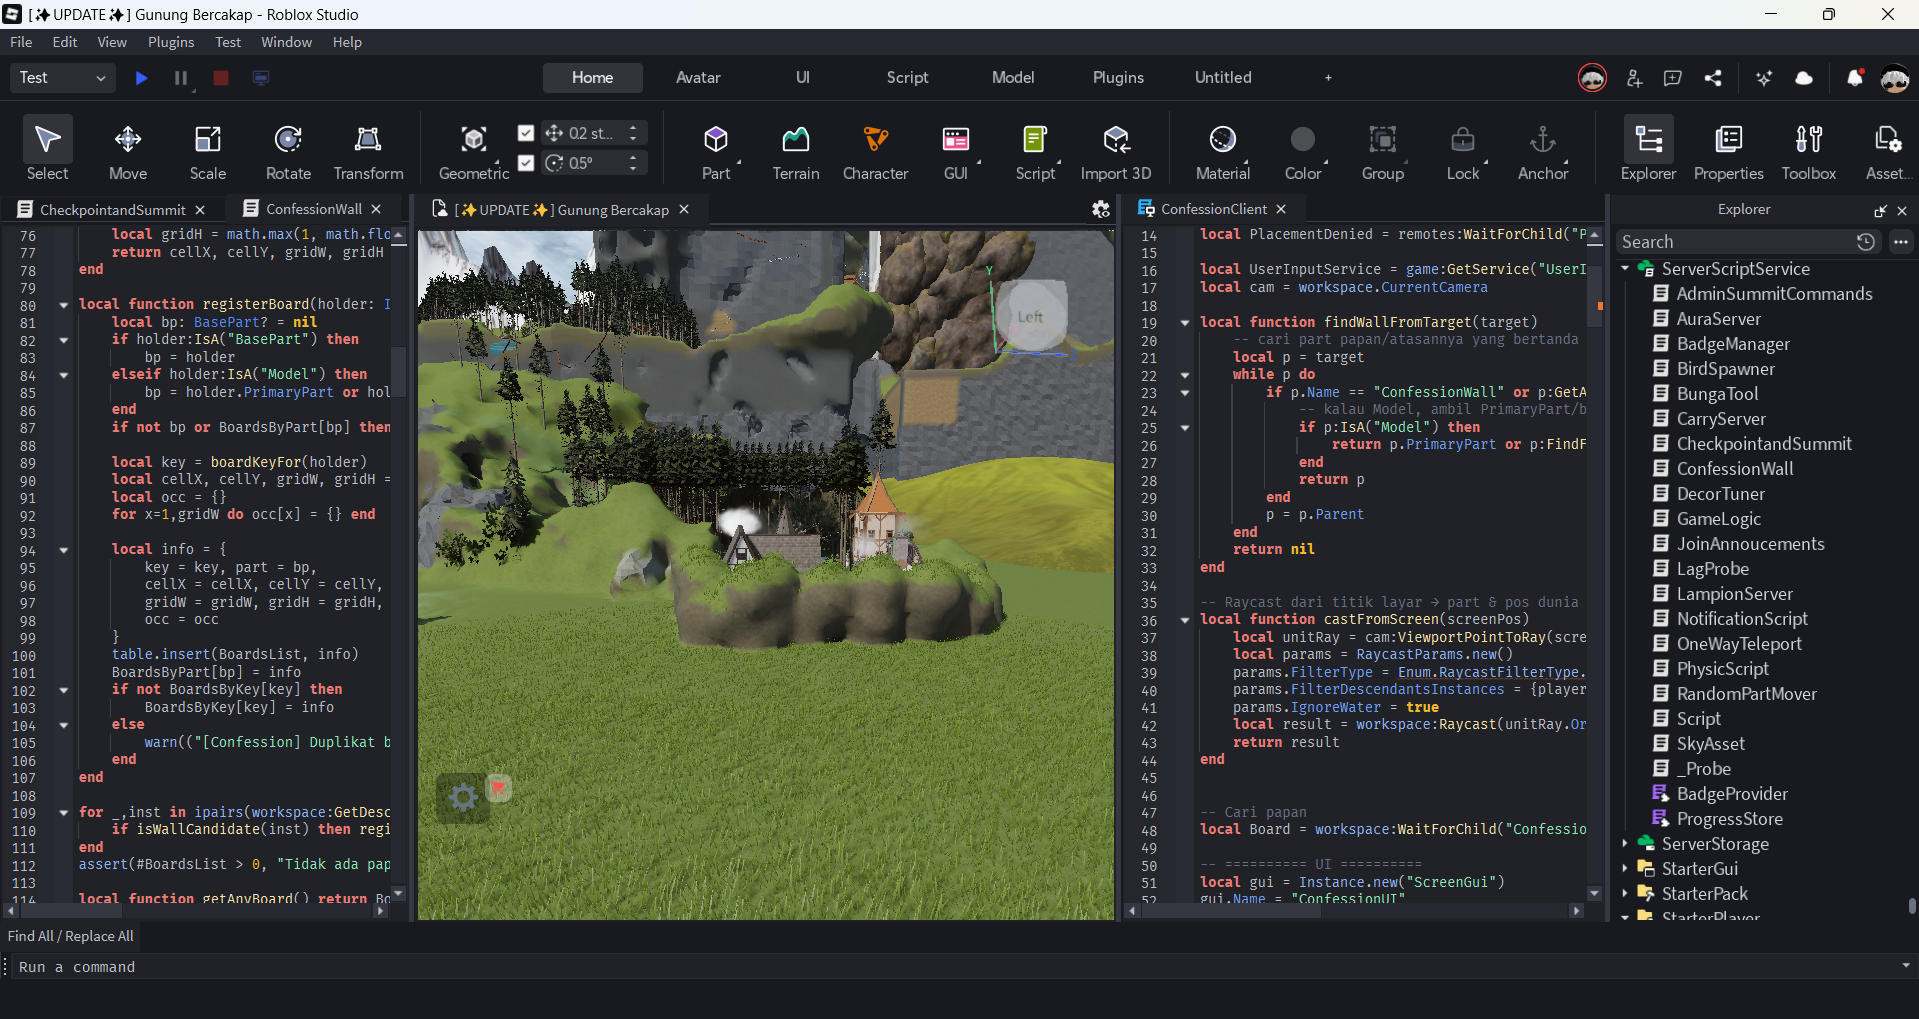 [✨UPDATE✨] Gunung Bercakap - Roblox Studio
File Edit View Plugins Test Window Help
Test
Home Avatar UI Script Model Plugins Untitled +
Select Move Scale Rotate Transform
Geometric
0.2 st...
0.5°
Part Terrain Character GUI Script Import 3D
Material Color Group Lock Anchor
Explorer Properties Toolbox Asset...
CheckpointandSummit
ConfessionWall
76 local gridH = math.max(1, math.flo
77 return cellX, cellY, gridW, gridH
78 end
79
80 local function registerBoard(holder: I
81 local bp: BasePart? = nil
82 if holder:IsA("BasePart") then
83 bp = holder
84 elseif holder:IsA("Model") then
85 bp = holder.PrimaryPart or hol
86 end
87 if not bp or BoardsByPart[bp] then
88
89 local key = boardKeyFor(holder)
90 local cellX, cellY, gridW, gridH =
91 local occ = {}
92 for x=1,gridW do occ[x] = {} end
93
94 local info = {
95 key = key, part = bp,
96 cellX = cellX, cellY = cellY,
97 gridW = gridW, gridH = gridH,
98 occ = occ
99 }
100 table.insert(BoardsList, info)
101 BoardsByPart[bp] = info
102 if not BoardsByKey[key] then
103 BoardsByKey[key] = info
104 else
105 warn(("[Confession] Duplikat b
106 end
107 end
108
109 for _,inst in ipairs(workspace:GetDesc
110 if isWallCandidate(inst) then regi
111 end
112 assert(#BoardsList > 0, "Tidak ada pap
113
114 local function getAnyBoard() return Bo
[✨UPDATE✨] Gunung Bercakap
Y
Left
ConfessionClient
14 local PlacementDenied = remotes:WaitForChild("P
15
16 local UserInputService = game:GetService("UserI
17 local cam = workspace.CurrentCamera
18
19 local function findWallFromTarget(target)
20 -- cari part papan/atasannya yang bertanda
21 local p = target
22 while p do
23 if p.Name == "ConfessionWall" or p:GetA
24 -- kalau Model, ambil PrimaryPart/b
25 if p:IsA("Model") then
26 return p.PrimaryPart or p:FindF
27 end
28 return p
29 end
30 p = p.Parent
31 end
32 return nil
33 end
34
35 -- Raycast dari titik layar → part & pos dunia
36 local function castFromScreen(screenPos)
37 local unitRay = cam:ViewportPointToRay(scre
38 local params = RaycastParams.new()
39 params.FilterType = Enum.RaycastFilterType.
40 params.FilterDescendantsInstances = {player
41 params.IgnoreWater = true
42 local result = workspace:Raycast(unitRay.Or
43 return result
44 end
45
46
47 -- Cari papan
48 local Board = workspace:WaitForChild("Confessio
49
50 -- ========== UI ==========
51 local gui = Instance.new("ScreenGui")
52 gui.Name = "ConfessionUI"
Explorer
Search
ServerScriptService
AdminSummitCommands
AuraServer
BadgeManager
BirdSpawner
BungaTool
CarryServer
CheckpointandSummit
ConfessionWall
DecorTuner
GameLogic
JoinAnnoucements
LagProbe
LampionServer
NotificationScript
OneWayTeleport
PhysicScript
RandomPartMover
Script
SkyAsset
_Probe
BadgeProvider
ProgressStore
ServerStorage
StarterGui
StarterPack
StarterPlayer
Find All / Replace All
Run a command